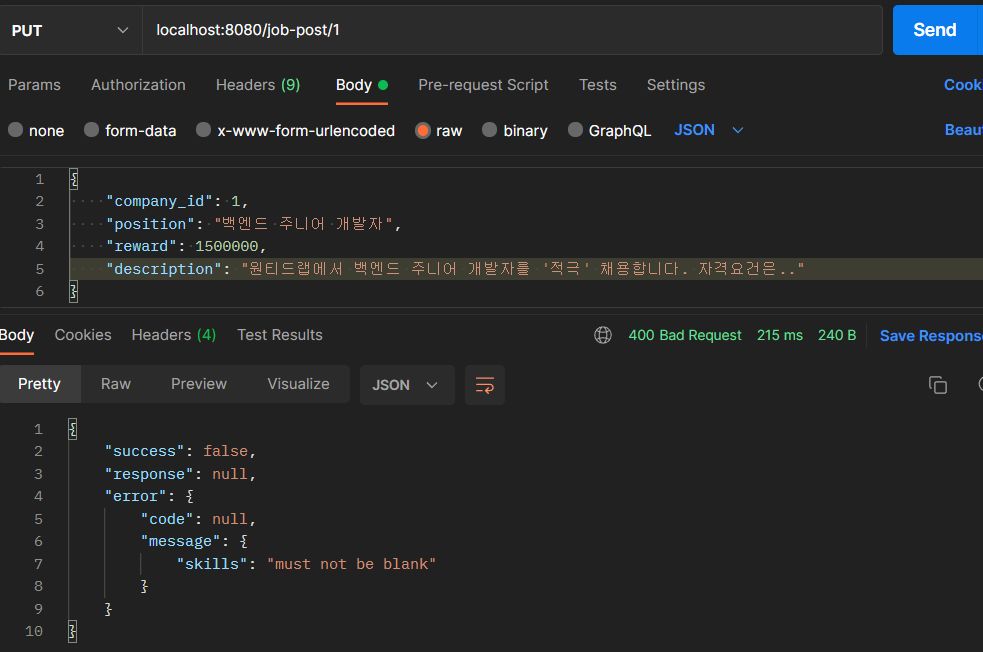 PUT localhost:8080/job-post/1 Send
Params Authorization Headers (9) Body Pre-request Script Tests Settings Cook
none form-data x-www-form-urlencoded raw binary GraphQL JSON Beau
1 {
2 "company_id": 1,
3 "position": "백엔드 주니어 개발자",
4 "reward": 1500000,
5 "description": "원티드랩에서 백엔드 주니어 개발자를 '적극' 채용합니다. 자격요건은.."
6 }
Body Cookies Headers (4) Test Results 400 Bad Request 215 ms 240 B Save Response
Pretty Raw Preview Visualize JSON
1 {
2 "success": false,
3 "response": null,
4 "error": {
5 "code": null,
6 "message": {
7 "skills": "must not be blank"
8 }
9 }
10 }